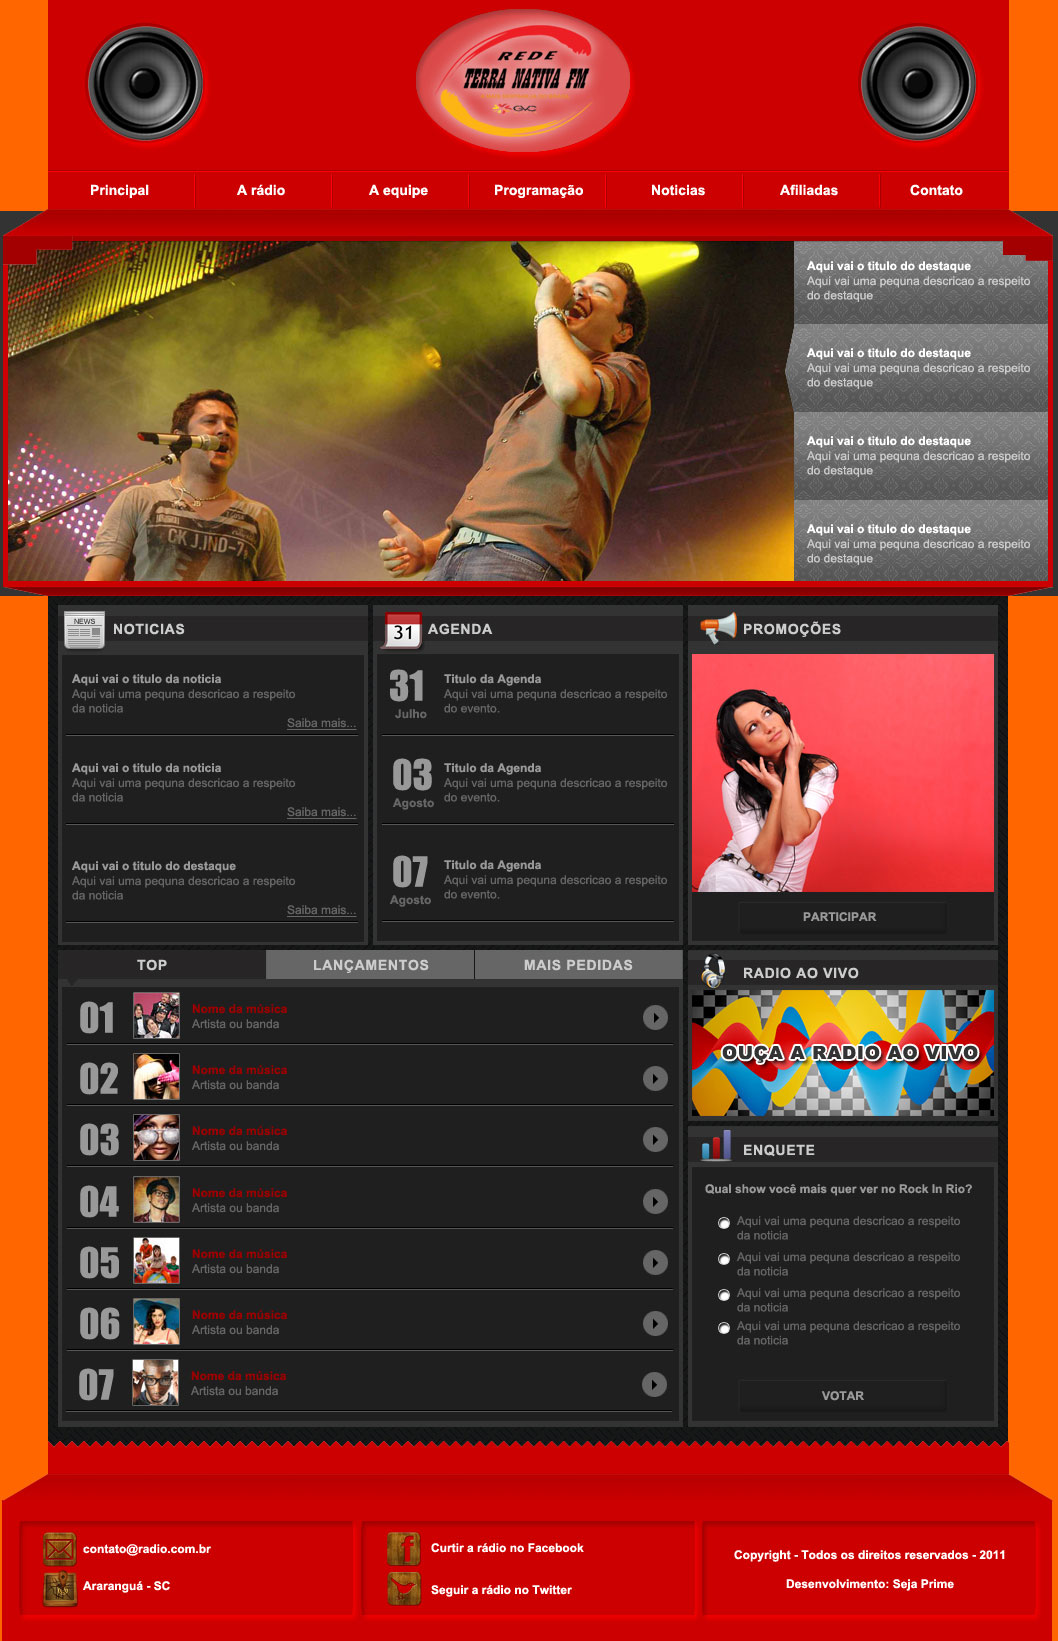 REDE
TERRA NATIVA FM
GVC
Principal
A rádio
A equipe
Programação
Noticias
Afiliadas
Contato
Aqui vai o titulo do destaque
Aqui vai uma pequna descricao a respeito
do destaque
Aqui vai o titulo do destaque
Aqui vai uma pequna descricao a respeito
do destaque
Aqui vai o titulo do destaque
Aqui vai uma pequna descricao a respeito
do destaque
Aqui vai o titulo do destaque
Aqui vai uma pequna descricao a respeito
do destaque
CK J.IND-7
NEWS
NOTICIAS
Aqui vai o titulo da noticia
Aqui vai uma pequna descricao a respeito
da noticia
Saiba mais...
Aqui vai o titulo da noticia
Aqui vai uma pequna descricao a respeito
da noticia
Saiba mais...
Aqui vai o titulo do destaque
Aqui vai uma pequna descricao a respeito
da noticia
Saiba mais...
31
AGENDA
31
Julho
Titulo da Agenda
Aqui vai uma pequna descricao a respeito
do evento.
03
Agosto
Titulo da Agenda
Aqui vai uma pequna descricao a respeito
do evento.
07
Agosto
Titulo da Agenda
Aqui vai uma pequna descricao a respeito
do evento.
PROMOÇÕES
PARTICIPAR
TOP
LANÇAMENTOS
MAIS PEDIDAS
01
Nome da música
Artista ou banda
02
Nome da música
Artista ou banda
03
Nome da música
Artista ou banda
04
Nome da música
Artista ou banda
05
Nome da música
Artista ou banda
06
Nome da música
Artista ou banda
07
Nome da música
Artista ou banda
RADIO AO VIVO
OUÇA A RADIO AO VIVO
ENQUETE
Qual show você mais quer ver no Rock In Rio?
Aqui vai uma pequna descricao a respeito
da noticia
Aqui vai uma pequna descricao a respeito
da noticia
Aqui vai uma pequna descricao a respeito
da noticia
Aqui vai uma pequna descricao a respeito
da noticia
VOTAR
contato@radio.com.br
Araranguá - SC
Curtir a rádio no Facebook
Seguir a rádio no Twitter
Copyright - Todos os direitos reservados - 2011
Desenvolvimento: Seja Prime